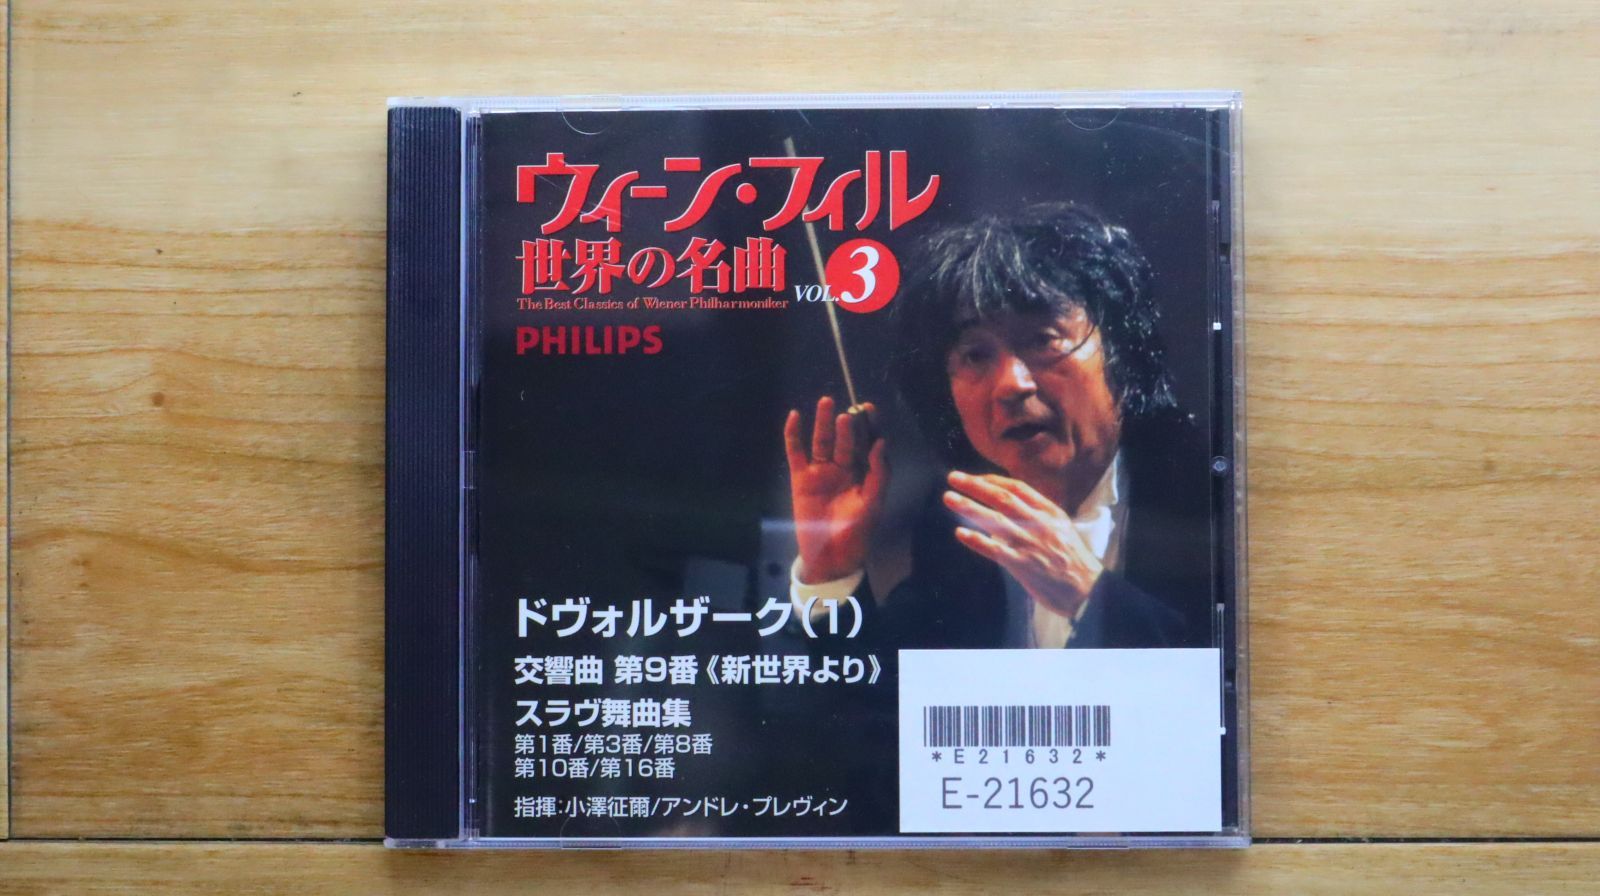 ウィーン・フィル
世界の名曲 VOL.3
The Best Classics of Wiener Philharmoniker
PHILIPS
ドヴォルザーク(1)
交響曲 第9番《新世界より》
スラヴ舞曲集
第1番/第3番/第8番
第10番/第16番
指揮:小澤征爾/アンドレ・プレヴィン
*E21632*
E-21632